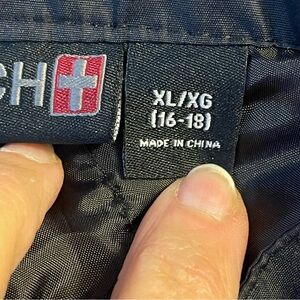 CH
XL/XG
(16-18)
MADE IN CHINA